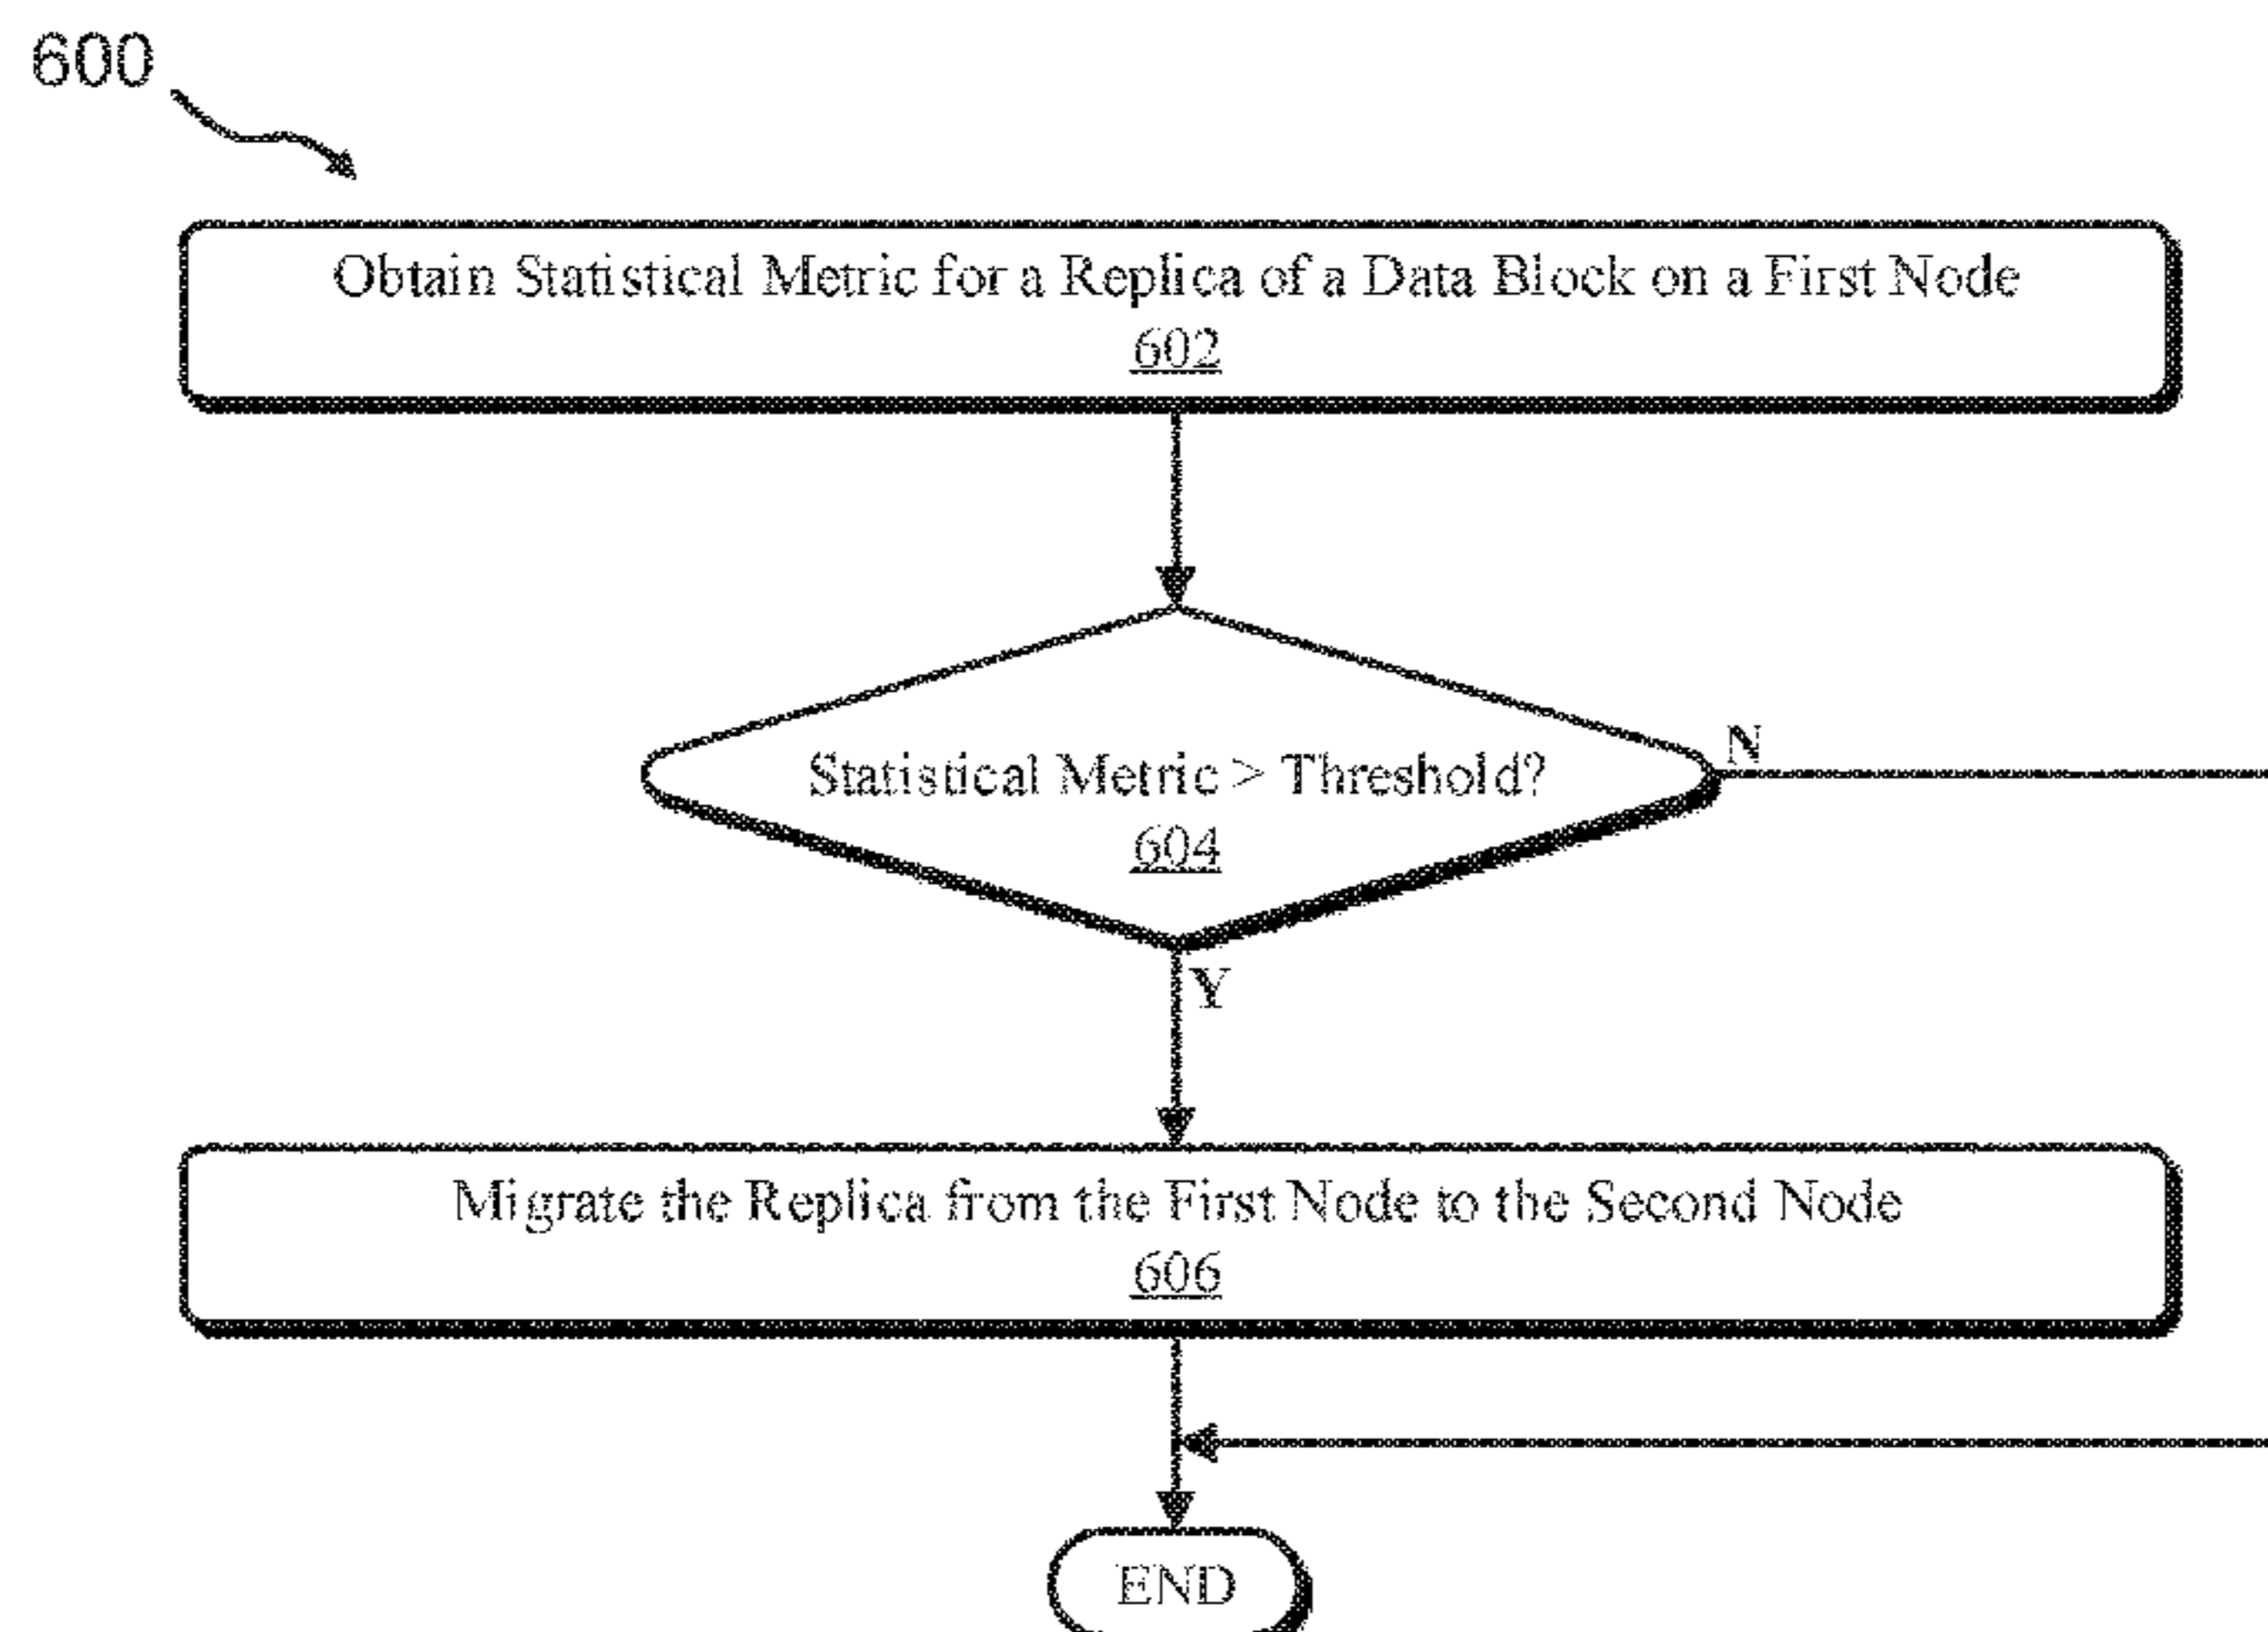 600
Obtain Statistical Metric for a Replica of a Data Block on a First Node
602
Statistical Metric > Threshold?
604
N
Y
Migrate the Replica from the First Node to the Second Node
606
END